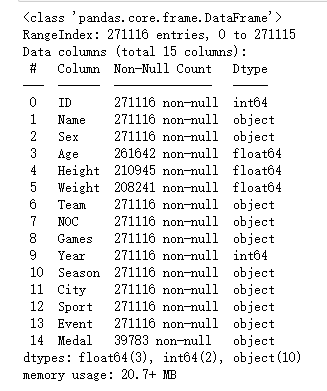 <class 'pandas.core.frame.DataFrame'>
RangeIndex: 271116 entries, 0 to 271115
Data columns (total 15 columns):
 #   Column  Non-Null Count   Dtype
---  ------  --------------   -----
 0   ID      271116 non-null  int64
 1   Name    271116 non-null  object
 2   Sex     271116 non-null  object
 3   Age     261642 non-null  float64
 4   Height  210945 non-null  float64
 5   Weight  208241 non-null  float64
 6   Team    271116 non-null  object
 7   NOC     271116 non-null  object
 8   Games   271116 non-null  object
 9   Year    271116 non-null  int64
 10  Season  271116 non-null  object
 11  City    271116 non-null  object
 12  Sport   271116 non-null  object
 13  Event   271116 non-null  object
 14  Medal   39783 non-null   object
dtypes: float64(3), int64(2), object(10)
memory usage: 20.7+ MB